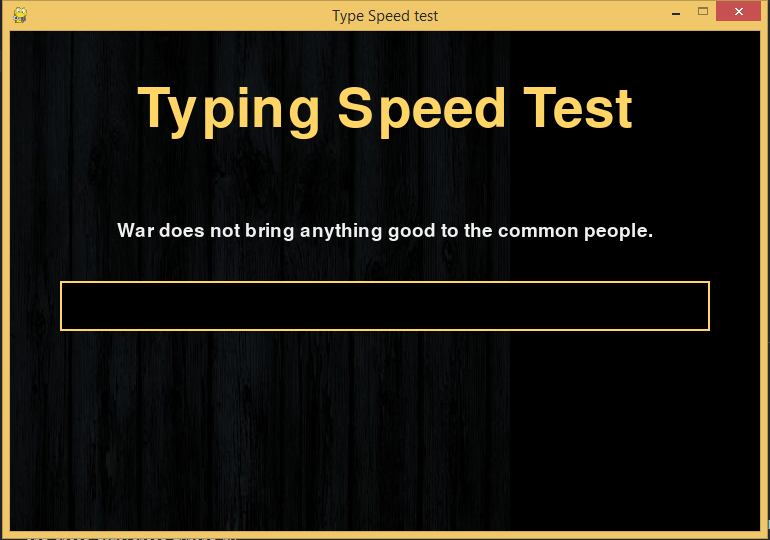 Type Speed test
Typing Speed Test
War does not bring anything good to the common people.